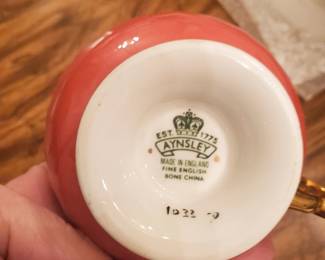 EST. 1775
AYNSLEY
MADE IN ENGLAND
FINE ENGLISH
BONE CHINA